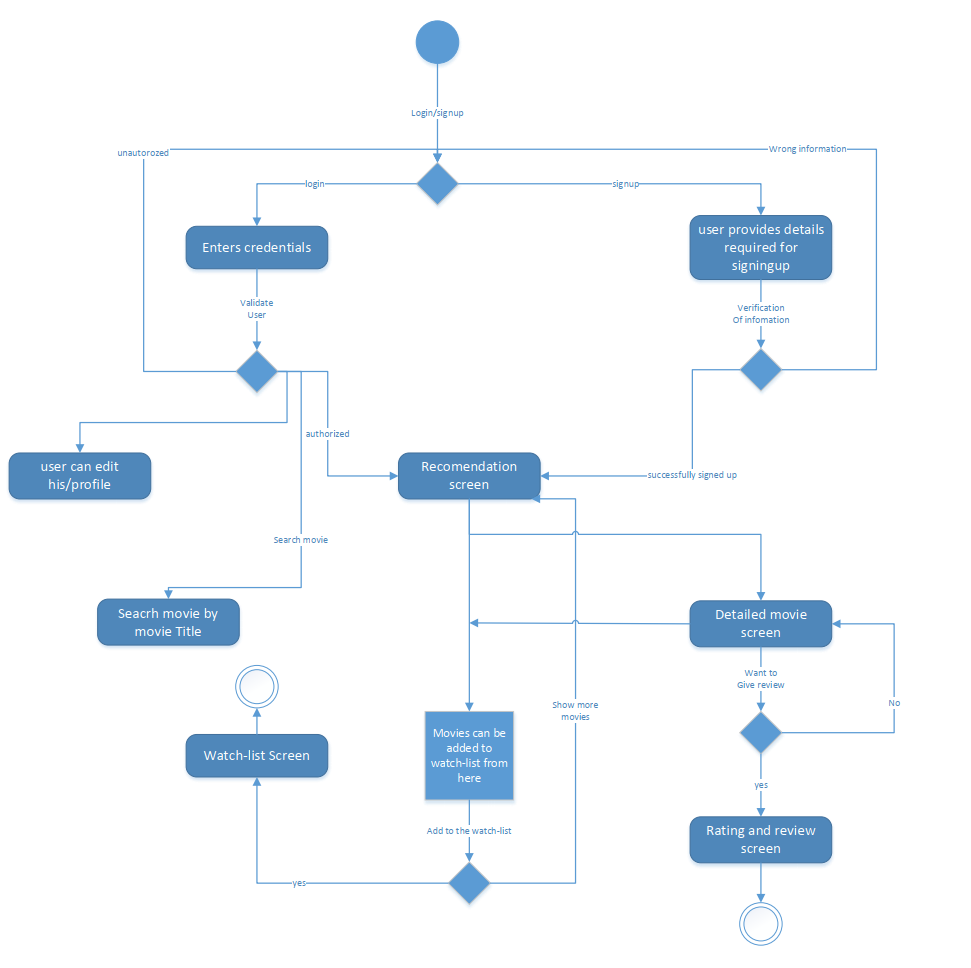 Login/signup
unautorozed
Wrong information
login
signup
Enters credentials
user provides details
required for
signingup
Validate
User
Verification
Of infomation
authorized
user can edit
his/profile
Recomendation
screen
successfully signed up
Search movie
Seacrh movie by
movie Title
Detailed movie
screen
Want to
Give review
No
Show more
movies
Movies can be
added to
watch-list from
here
Watch-list Screen
yes
Rating and review
screen
Add to the watch-list
yes